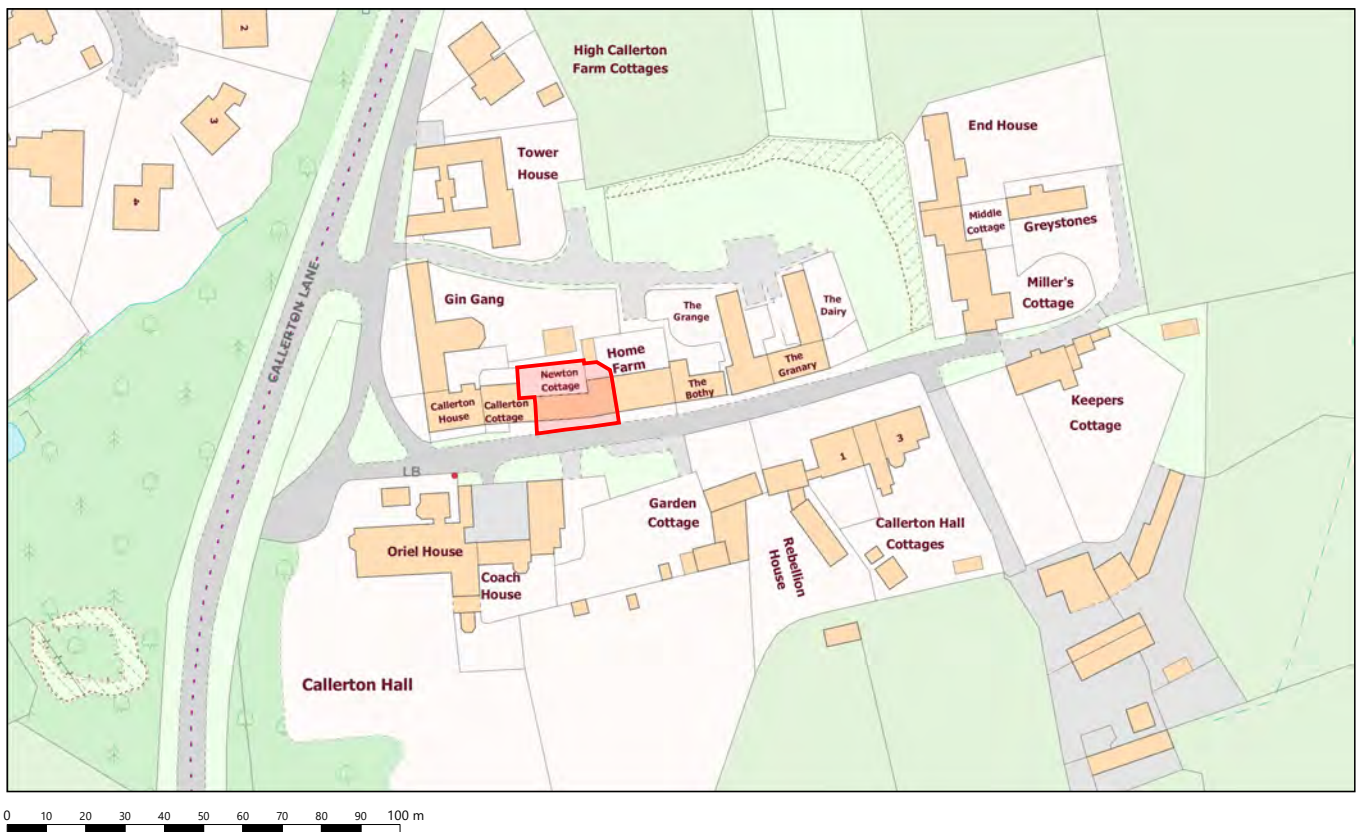 2
High Callerton
Farm Cottages
3
End House
Tower
House
4
Middle
Cottage
Greystones
CALLERTON LANE
Gin Gang
Miller's
Cottage
The
Grange
The
Dairy
Home
Farm
Newton
Cottage
The
Granary
The
Bothy
Callerton
House
Callerton
Cottage
Keepers
Cottage
LB
1
3
Garden
Cottage
Callerton Hall
Cottages
Oriel House
Rebellion
House
Coach
House
Callerton Hall
0 10 20 30 40 50 60 70 80 90 100 m